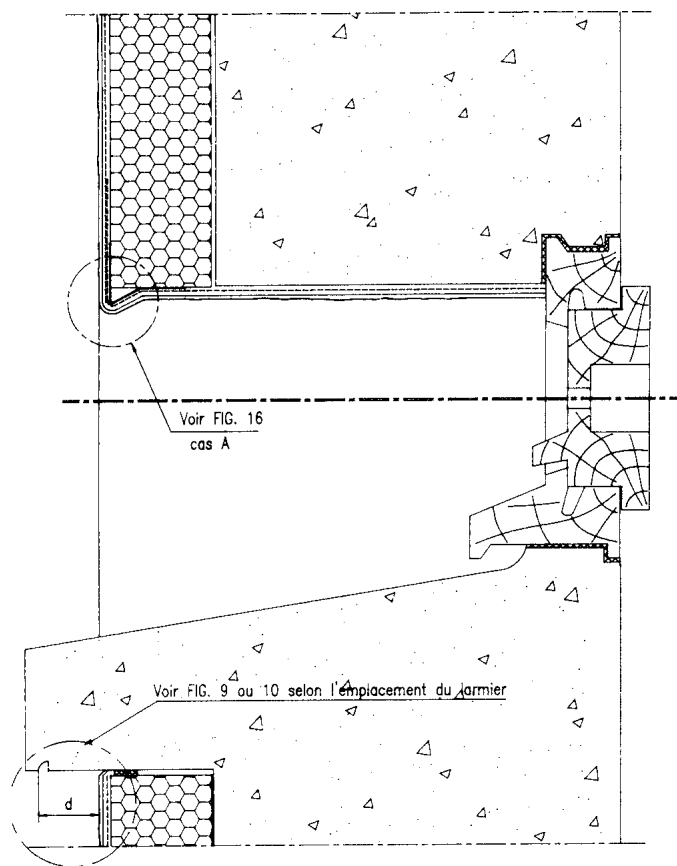 Voir FIG. 16
cas A
Voir FIG. 9 ou 10 selon l'emplacement du larmier
d